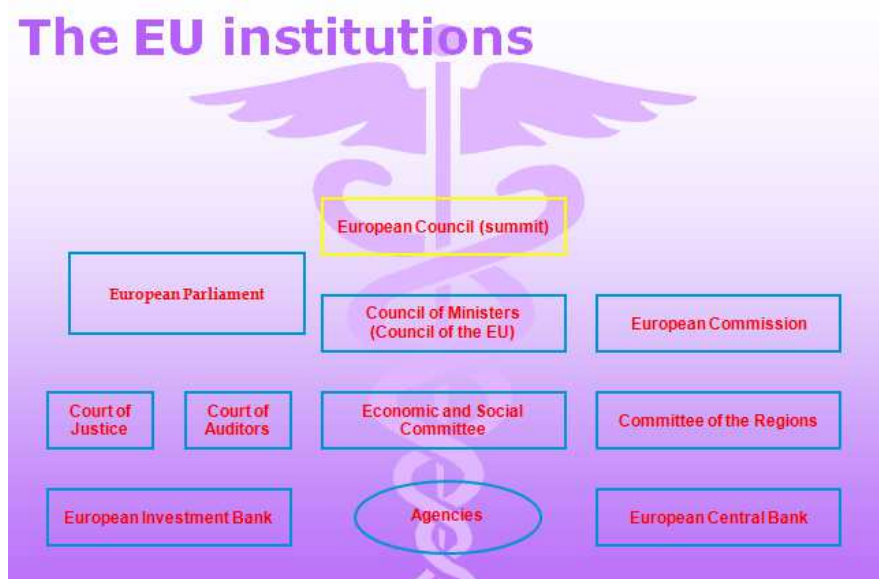 The EU institutions
European Council (summit)
European Parliament
Council of Ministers
(Council of the EU)
European Commission
Court of
Justice
Court of
Auditors
Economic and Social
Committee
Committee of the Regions
European Investment Bank
Agencies
European Central Bank